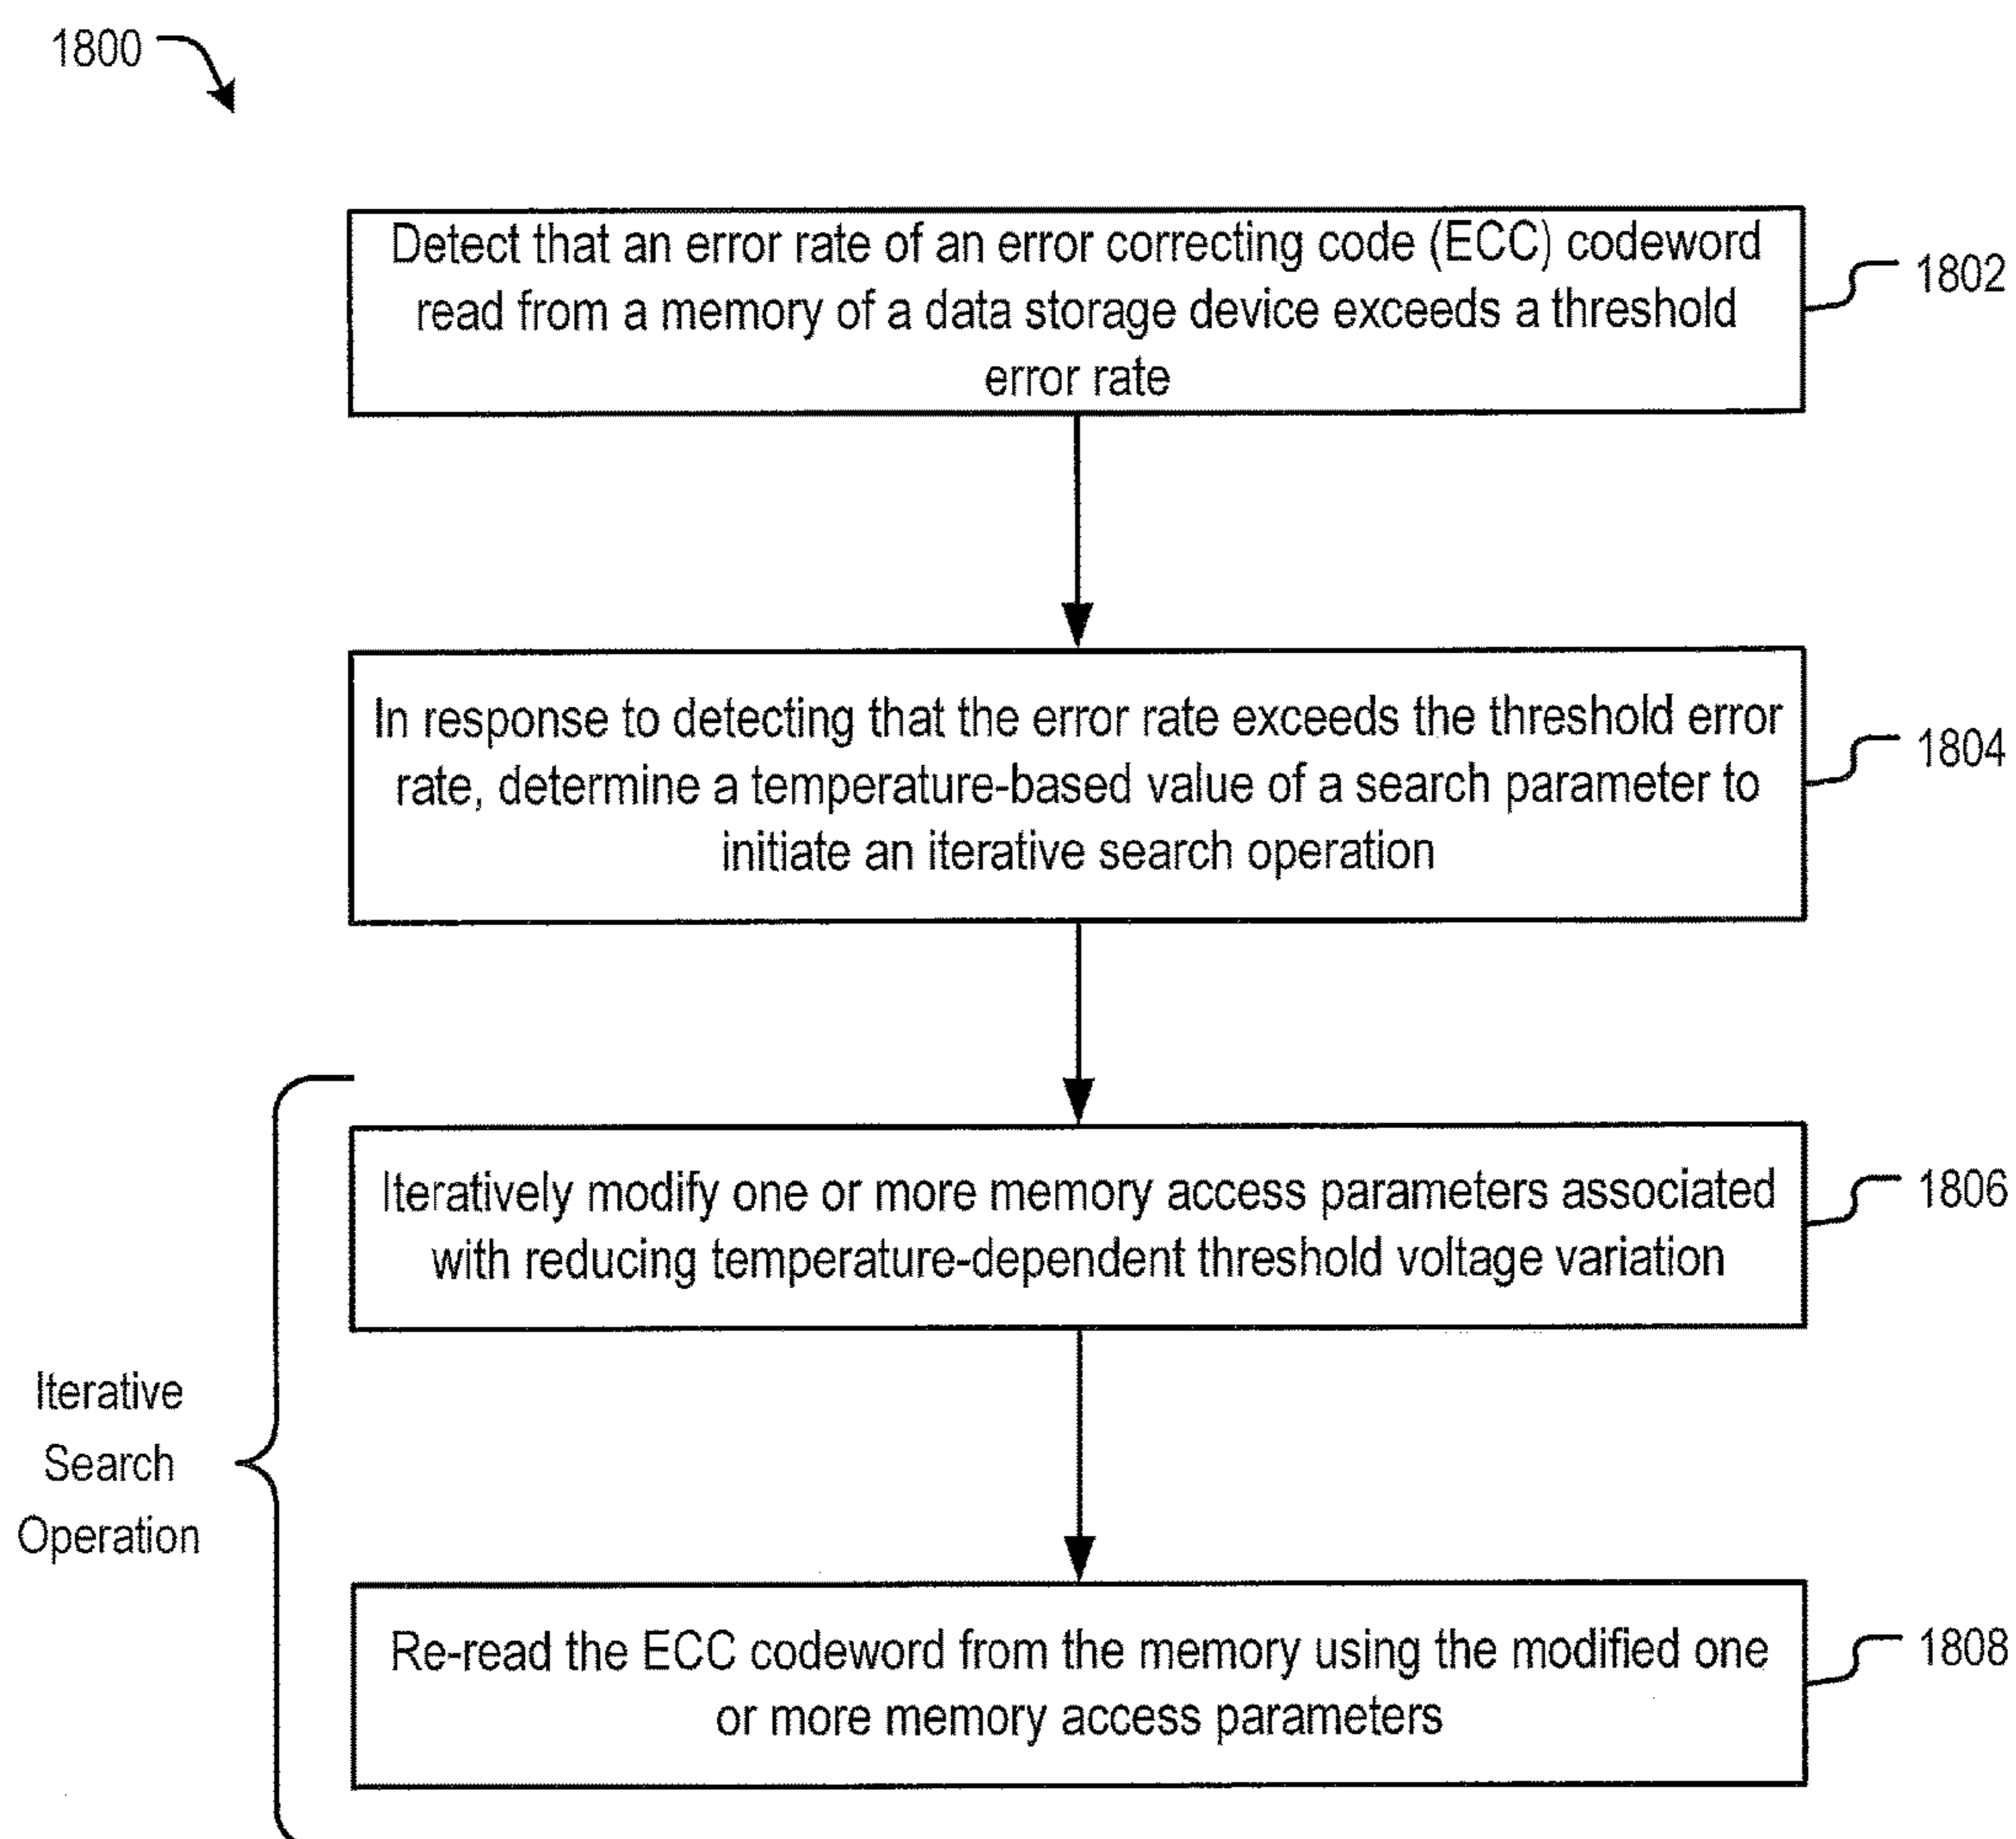 1800
Detect that an error rate of an error correcting code (ECC) codeword
read from a memory of a data storage device exceeds a threshold
error rate
1802
In response to detecting that the error rate exceeds the threshold error
rate, determine a temperature-based value of a search parameter to
initiate an iterative search operation
1804
Iteratively modify one or more memory access parameters associated
with reducing temperature-dependent threshold voltage variation
1806
Iterative
Search
Operation
Re-read the ECC codeword from the memory using the modified one
or more memory access parameters
1808